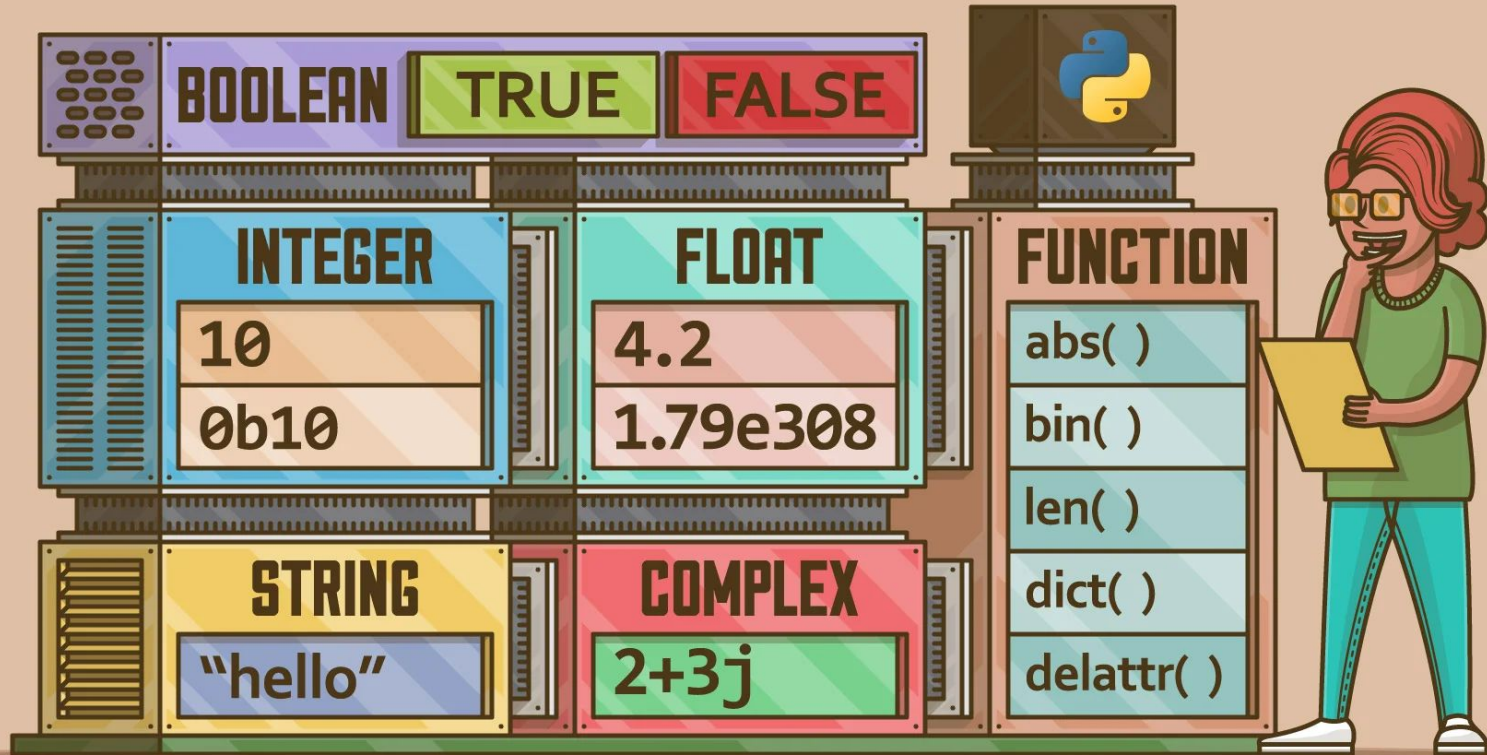 BOOLEAN TRUE FALSE
INTEGER
10
0b10
FLOAT
4.2
1.79e308
STRING
“hello”
COMPLEX
2+3j
FUNCTION
abs( )
bin( )
len( )
dict( )
delattr( )